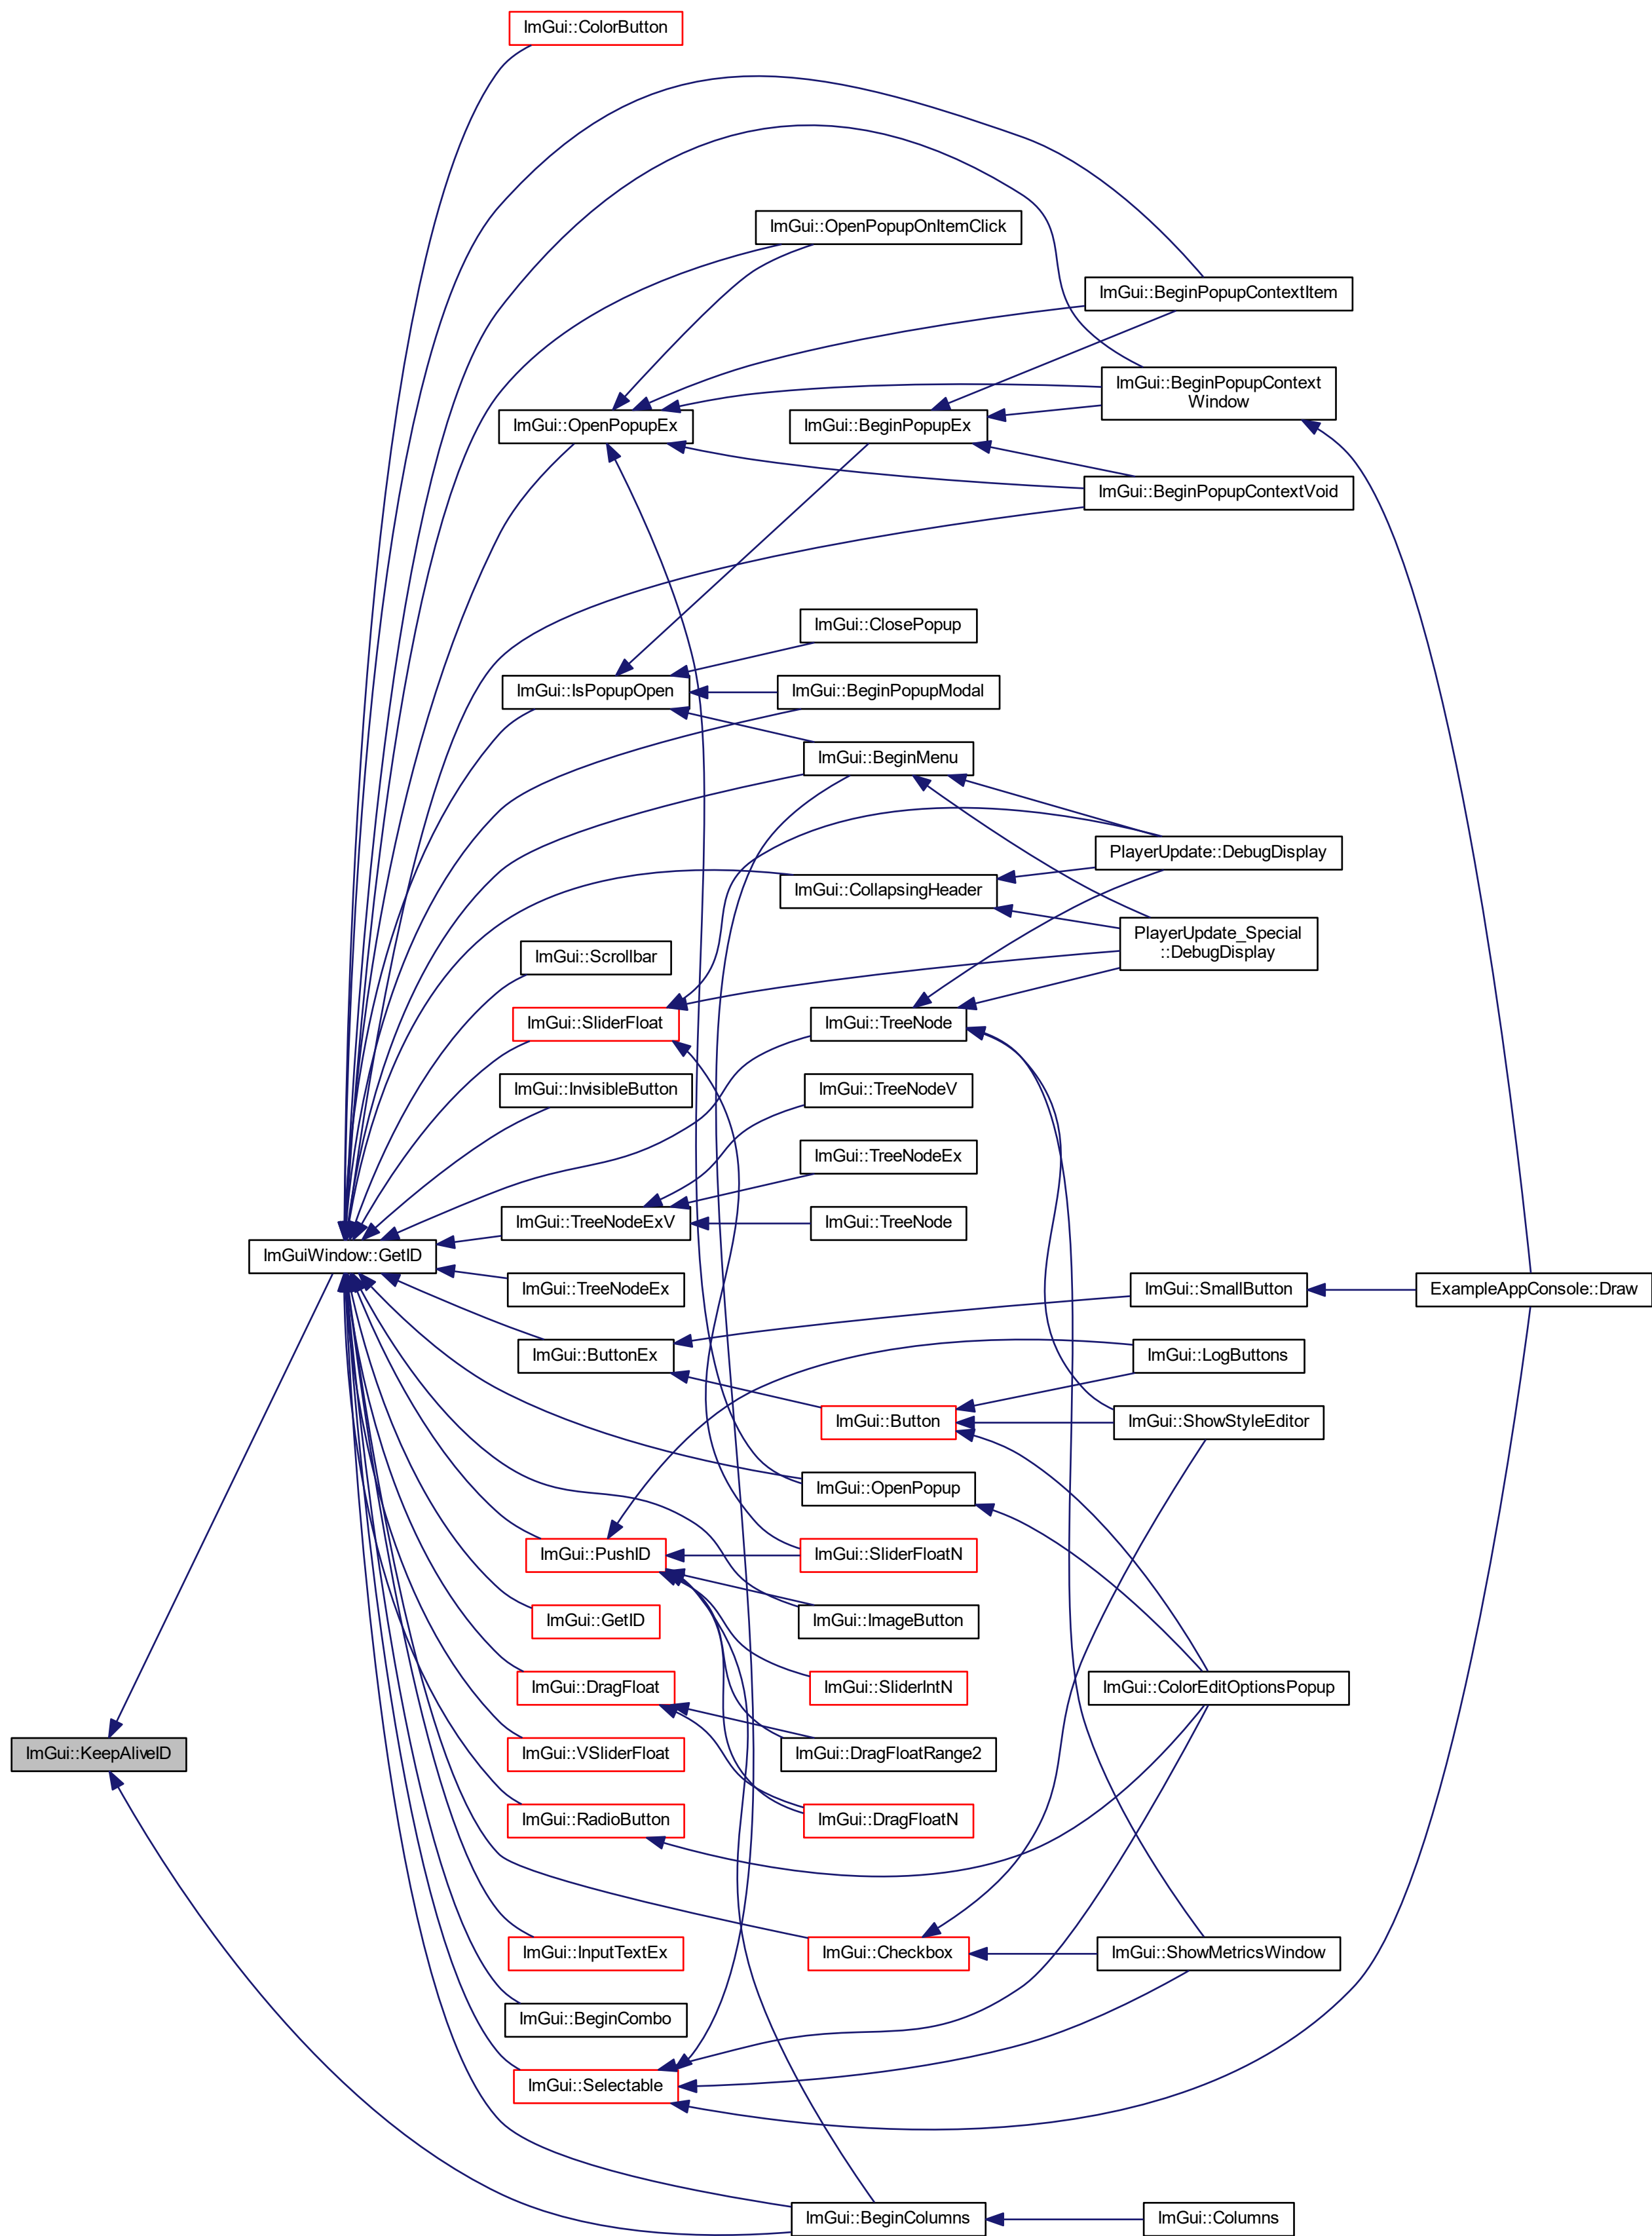 ImGui::ColorButton
ImGui::OpenPopupOnItemClick
ImGui::BeginPopupContextItem
ImGui::BeginPopupContext
Window
ImGui::OpenPopupEx
ImGui::BeginPopupEx
ImGui::BeginPopupContextVoid
ImGui::ClosePopup
ImGui::IsPopupOpen
ImGui::BeginPopupModal
ImGui::BeginMenu
PlayerUpdate::DebugDisplay
ImGui::CollapsingHeader
PlayerUpdate_Special
::DebugDisplay
ImGui::Scrollbar
ImGui::SliderFloat
ImGui::TreeNode
ImGui::InvisibleButton
ImGui::TreeNodeV
ImGui::TreeNodeEx
ImGui::TreeNodeExV
ImGui::TreeNode
ImGuiWindow::GetID
ImGui::TreeNodeEx
ImGui::SmallButton
ExampleAppConsole::Draw
ImGui::ButtonEx
ImGui::LogButtons
ImGui::Button
ImGui::ShowStyleEditor
ImGui::OpenPopup
ImGui::PushID
ImGui::SliderFloatN
ImGui::GetID
ImGui::ImageButton
ImGui::DragFloat
ImGui::SliderIntN
ImGui::ColorEditOptionsPopup
ImGui::KeepAliveID
ImGui::VSliderFloat
ImGui::DragFloatRange2
ImGui::RadioButton
ImGui::DragFloatN
ImGui::InputTextEx
ImGui::Checkbox
ImGui::ShowMetricsWindow
ImGui::BeginCombo
ImGui::Selectable
ImGui::BeginColumns
ImGui::Columns